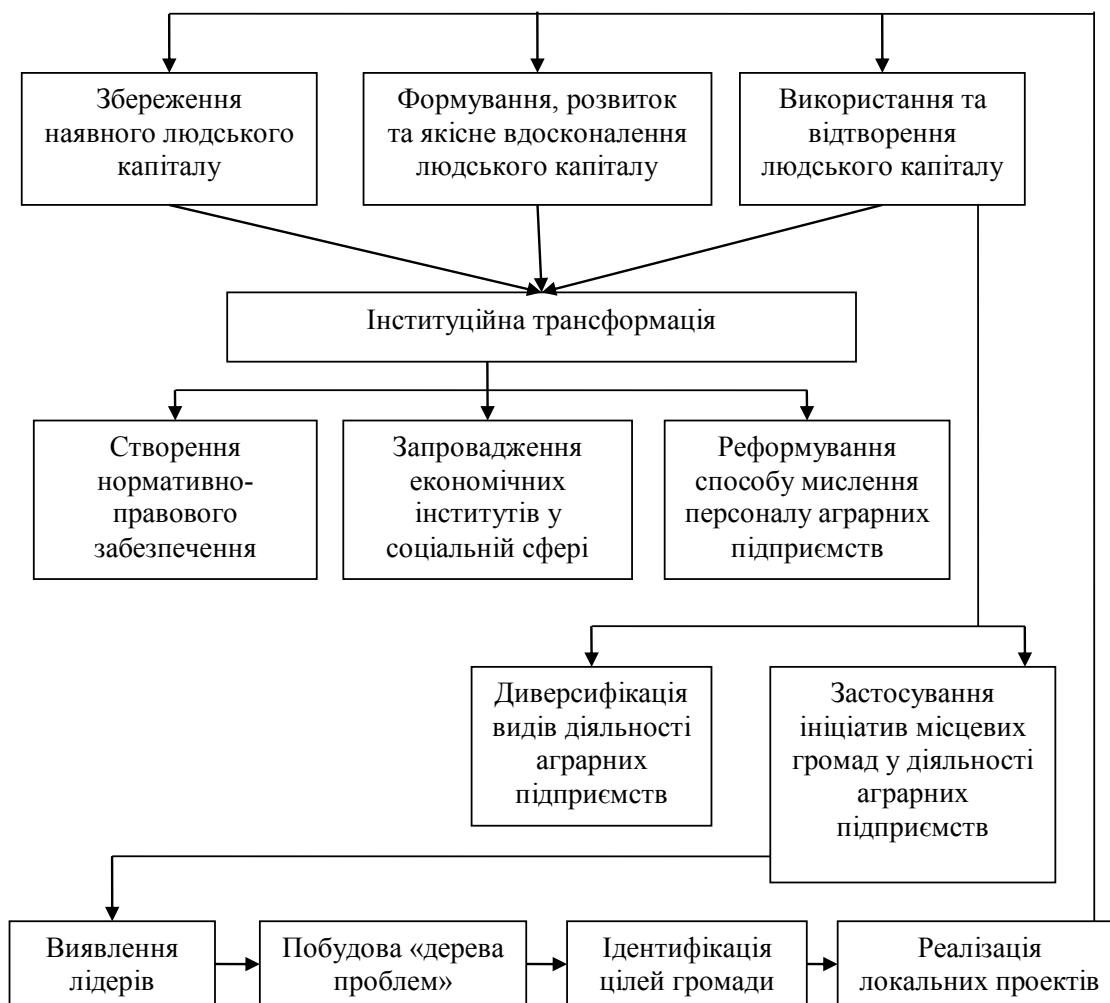 Збереження
наявного людського
капіталу
Формування, розвиток
та якісне вдосконалення
людського капіталу
Використання та
відтворення
людського капіталу
Інституційна трансформація
Створення
нормативно-
правового
забезпечення
Запровадження
економічних
інститутів у
соціальній сфері
Реформування
способу мислення
персоналу аграрних
підприємств
Диверсифікація
видів діяльності
аграрних
підприємств
Застосування
ініціатив місцевих
громад у діяльності
аграрних
підприємств
Виявлення
лідерів
Побудова «дерева
проблем»
Ідентифікація
цілей громади
Реалізація
локальних проектів